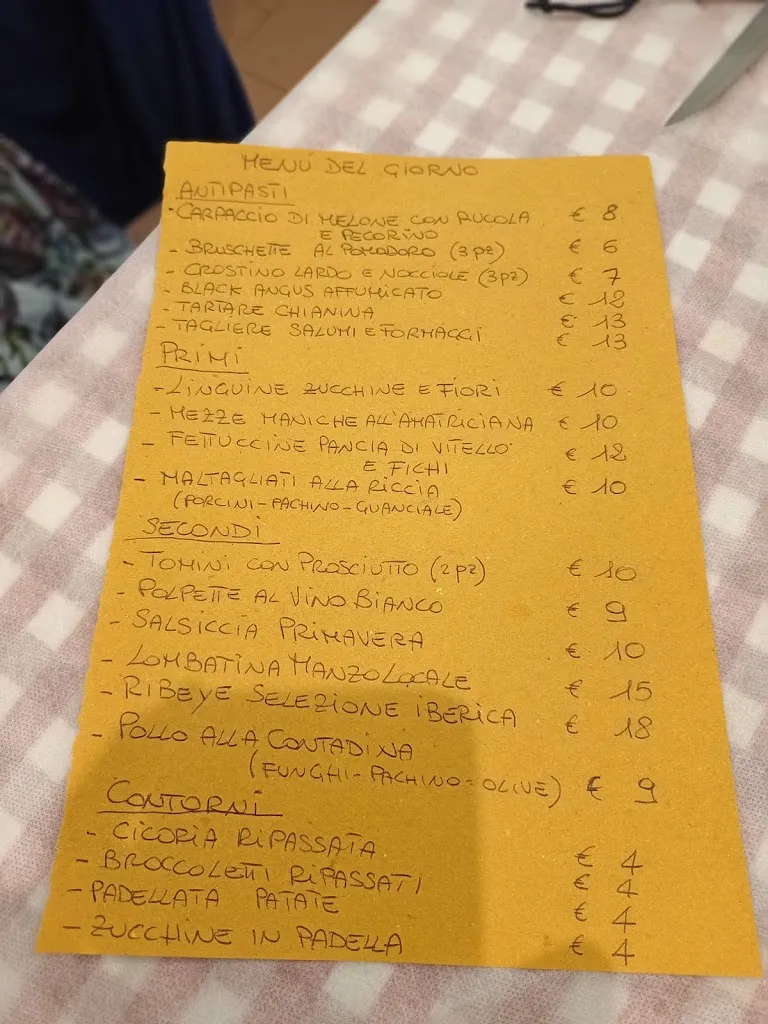 MENÚ DEL GIORNO
ANTIPASTI
- CARPACCIO DI MELONE CON RUCOLA € 8
E PECORINO
- BRUSCHETTE AL POMODORO (3 PZ) € 6
- CROSTINO LARDO E NOCCIOLE (3 PZ) € 7
- BLACK ANGUS AFFUMICATO € 12
- TARTARE CHIANINA € 13
- TAGLIERE SALUMI E FORMAGGI € 13
PRIMI
- LINGUINE ZUCCHINE E FIORI € 10
- MEZZE MANICHE ALL'AMATRICIANA € 10
- FETTUCCINE PANCIA DI VITELLO € 12
E FICHI
- MALTAGLIATI ALLA RICCIA € 10
(PORCINI-PACHINO-GUANCIALE)
SECONDI
- TOMINI CON PROSCIUTTO (2 PZ) € 10
- POLPETTE AL VINO BIANCO € 9
- SALSICCIA PRIMAVERA € 10
- LOMBATINA MANZO LOCALE € 15
- RIBEYE SELEZIONE IBERICA € 18
- POLLO ALLA CONTADINA
(FUNGHI-PACHINO-OLIVE) € 9
CONTORNI
- CICORIA RIPASSATA € 4
- BROCCOLETTI RIPASSATI € 4
- PADELLATA PATATE € 4
- ZUCCHINE IN PADELLA € 4